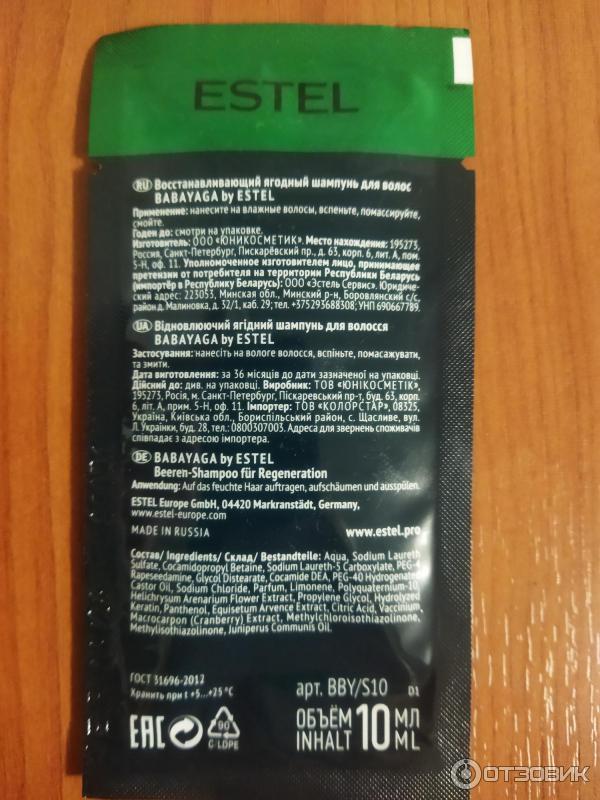 ESTEL
RU Восстанавливающий ягодный шампунь для волос
BABAYAGA by ESTEL
Применение: нанесите на влажные волосы, вспеньте, помассируйте,
смойте.
Годен до: смотри на упаковке.
Изготовитель: ООО «ЮНИКОСМЕТИК». Место нахождения: 195273,
Россия, Санкт-Петербург, Пискарёвский пр., д. 63, корп. 6, лит. А, пом.
5-Н, оф. 11. Уполномоченное изготовителем лицо, принимающее
претензии от потребителя на территории Республики Беларусь
(импортёр в Республику Беларусь): ООО «Эстель Сервис». Юридичес-
кий адрес: 223053, Минская обл., Минский р-н, Боровлянский с/с,
район д. Малиновка, д. 32/1, каб. 29; тел. +375293688308; УНП 690667789.
UA Відновлюючий ягідний шампунь для волосся
BABAYAGA by ESTEL
Застосування: нанесіть на вологе волосся, вспіньте, помасажувати,
та змити.
Дата виготовлення: за 36 місяців до дати зазначеної на упаковці.
Дійсний до: див. на упаковці. Виробник: ТОВ «ЮНІКОСМЕТІК»,
195273, Росія, м. Санкт-Петербург, Піскаревський пр-т, буд. 63, корп.
6, літ. А, прим. 5-Н, оф. 11. Імпортер: ТОВ «КОЛОРСТАР», 08325,
Україна, Київська обл., Бориспільський район, с. Щасливе, вул.
Л. Українки, буд. 28, тел.: 0800307003. Адреса для звернень споживачів
співпадає з адресою імпортера.
DE BABAYAGA by ESTEL
Beeren-Shampoo für Regeneration
Anwendung: Auf das feuchte Haar auftragen, aufschäumen und ausspülen.
ESTEL Europe GmbH, 04420 Markranstädt, Germany,
www.estel-europe.com
MADE IN RUSSIA www.estel.pro
Состав/ Ingredients/ Склад/ Bestandteile: Aqua, Sodium Laureth
Sulfate, Cocamidopropyl Betaine, Sodium Laureth-5 Carboxylate, PEG-4
Rapeseedamine, Glycol Distearate, Cocamide DEA, PEG-40 Hydrogenated
Castor Oil, Sodium Chloride, Parfum, Limonene, Polyquaternium-10,
Helichrysum Arenarium Flower Extract, Propylene Glycol, Hydrolyzed
Keratin, Panthenol, Equisetum Arvense Extract, Citric Acid, Vaccinium
Macrocarpon (Cranberry) Extract, Methylchloroisothiazolinone,
Methylisothiazolinone, Juniperus Communis Oil.
ГОСТ 31696-2012
Хранить при t +5...+25 °C
арт. BBY/S10 D1
EAC 90 C/LDPE
ОБЪЁМ INHALT 10 МЛ ML
ОТЗОВИК